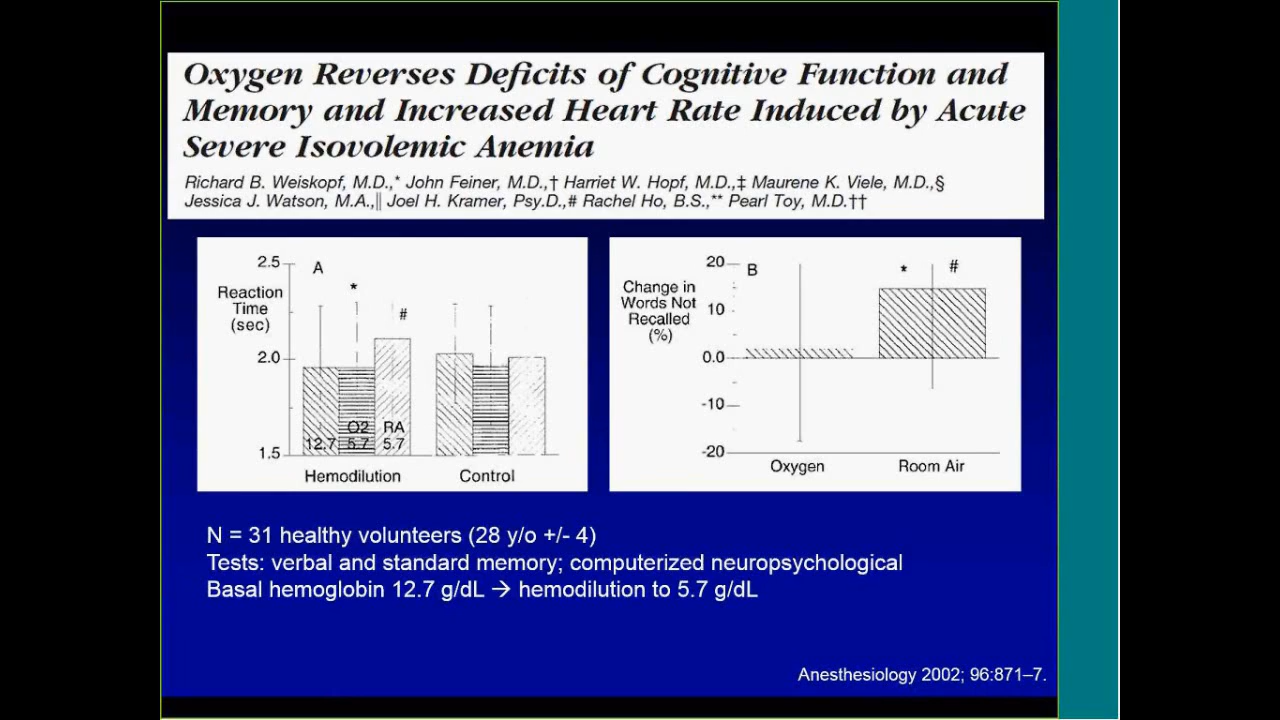 Oxygen Reverses Deficits of Cognitive Function and
Memory and Increased Heart Rate Induced by Acute
Severe Isovolemic Anemia
Richard B. Weiskopf, M.D.,* John Feiner, M.D.,† Harriet W. Hopf, M.D.,‡ Maurene K. Viele, M.D.,§
Jessica J. Watson, M.A.,|| Joel H. Kramer, Psy.D.,# Rachel Ho, B.S.,** Pearl Toy, M.D.††
2.5
A
Reaction
Time
(sec)
*
#
2.0
O2 RA
12.7 5.7 5.7
1.5
Hemodilution Control
20
B
* #
Change in
Words Not
Recalled
(%)
10
0.0
-10
-20
Oxygen Room Air
N = 31 healthy volunteers (28 y/o +/- 4)
Tests: verbal and standard memory; computerized neuropsychological
Basal hemoglobin 12.7 g/dL → hemodilution to 5.7 g/dL
Anesthesiology 2002; 96:871–7.